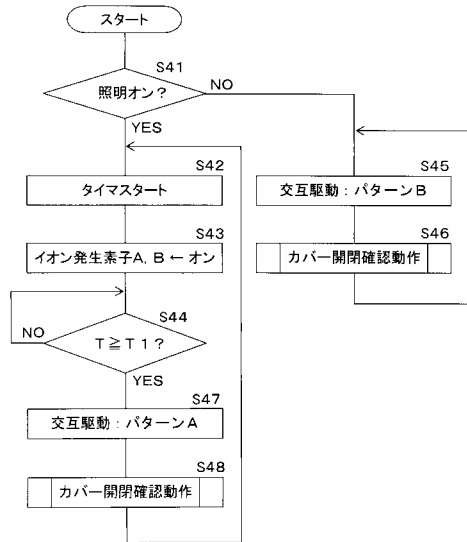 スタート
S41
照明オン？
NO
YES
S42
タイマスタート
S43
イオン発生素子A，B ← オン
S44
T≧T1？
NO
YES
S47
交互駆動：パターンA
S48
カバー開閉確認動作
S45
交互駆動：パターンB
S46
カバー開閉確認動作